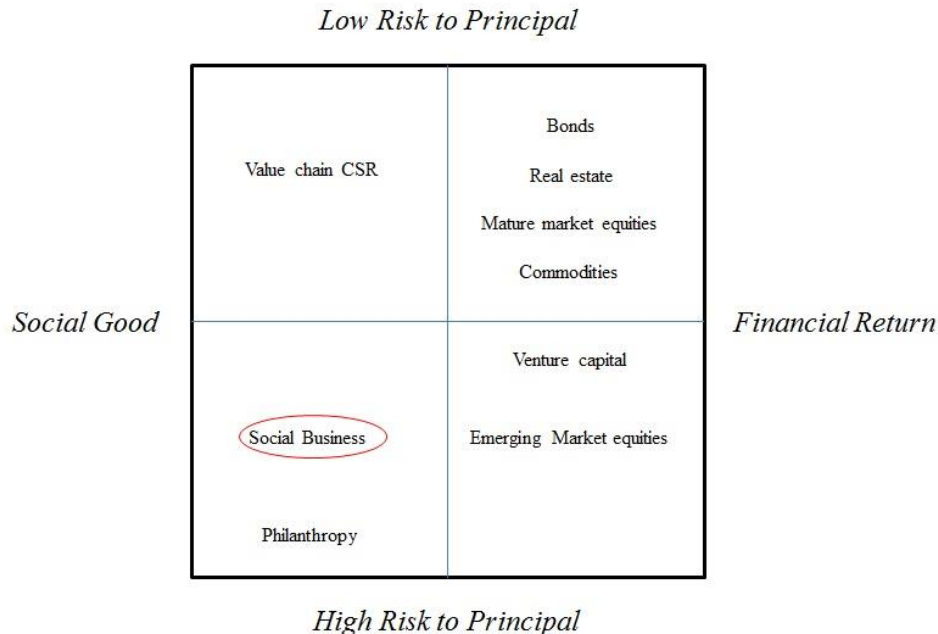 Low Risk to Principal
Bonds
Value chain CSR
Real estate
Mature market equities
Commodities
Social Good
Financial Return
Venture capital
Social Business
Emerging Market equities
Philanthropy
High Risk to Principal